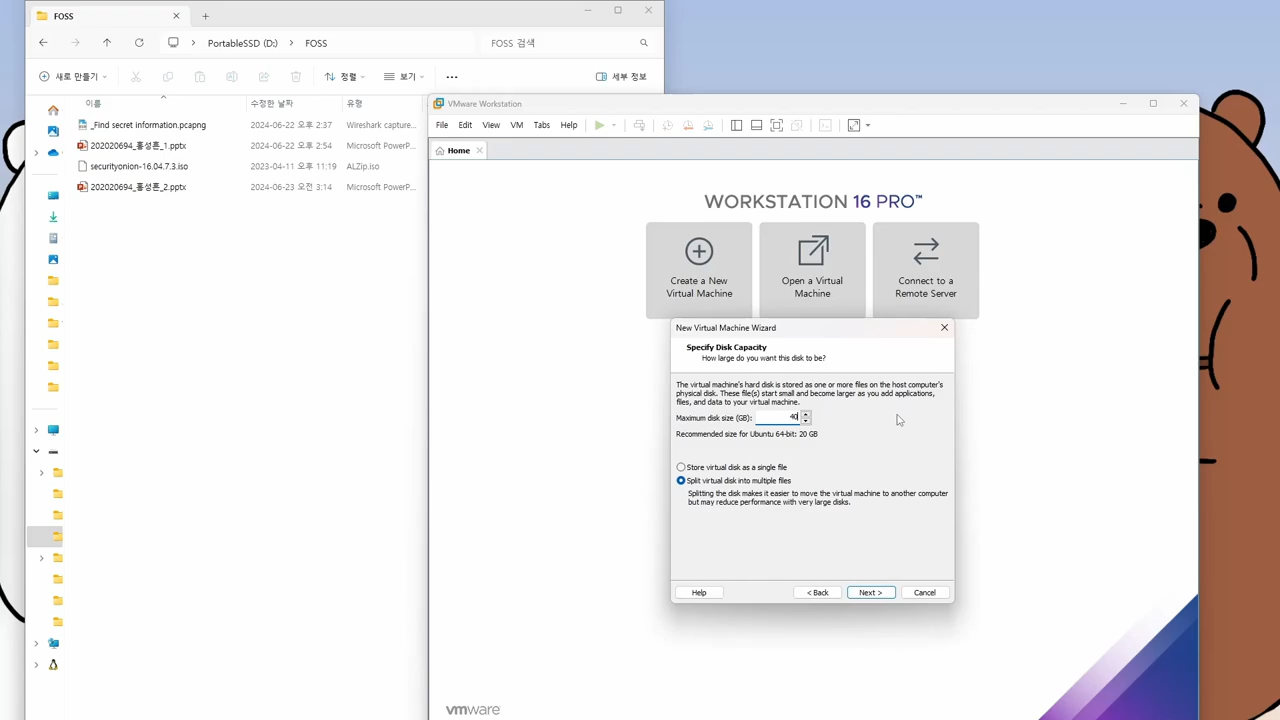 FOSS
PortableSSD (D:) > FOSS
FOSS 검색
새로 만들기
정렬
보기
세부 정보
이름 수정한 날짜 유형
_Find secret information.pcapng 2024-06-22 오후 2:37 Wireshark capture...
202020694_홍성훈_1.pptx 2024-06-22 오후 2:54 Microsoft PowerP...
securityonion-16.04.7.3.iso 2023-04-11 오후 11:19 ALZip.iso
202020694_홍성훈_2.pptx 2024-06-23 오전 3:14 Microsoft PowerP...
VMware Workstation
File Edit View VM Tabs Help
Home
WORKSTATION 16 PRO™
Create a New
Virtual Machine
Open a Virtual
Machine
Connect to a
Remote Server
New Virtual Machine Wizard
Specify Disk Capacity
How large do you want this disk to be?
The virtual machine's hard disk is stored as one or more files on the host computer's
physical disk. These file(s) start small and become larger as you add applications,
files, and data to your virtual machine.
Maximum disk size (GB): 40
Recommended size for Ubuntu 64-bit: 20 GB
Store virtual disk as a single file
Split virtual disk into multiple files
Splitting the disk makes it easier to move the virtual machine to another computer
but may reduce performance with very large disks.
Help < Back Next > Cancel
vmware